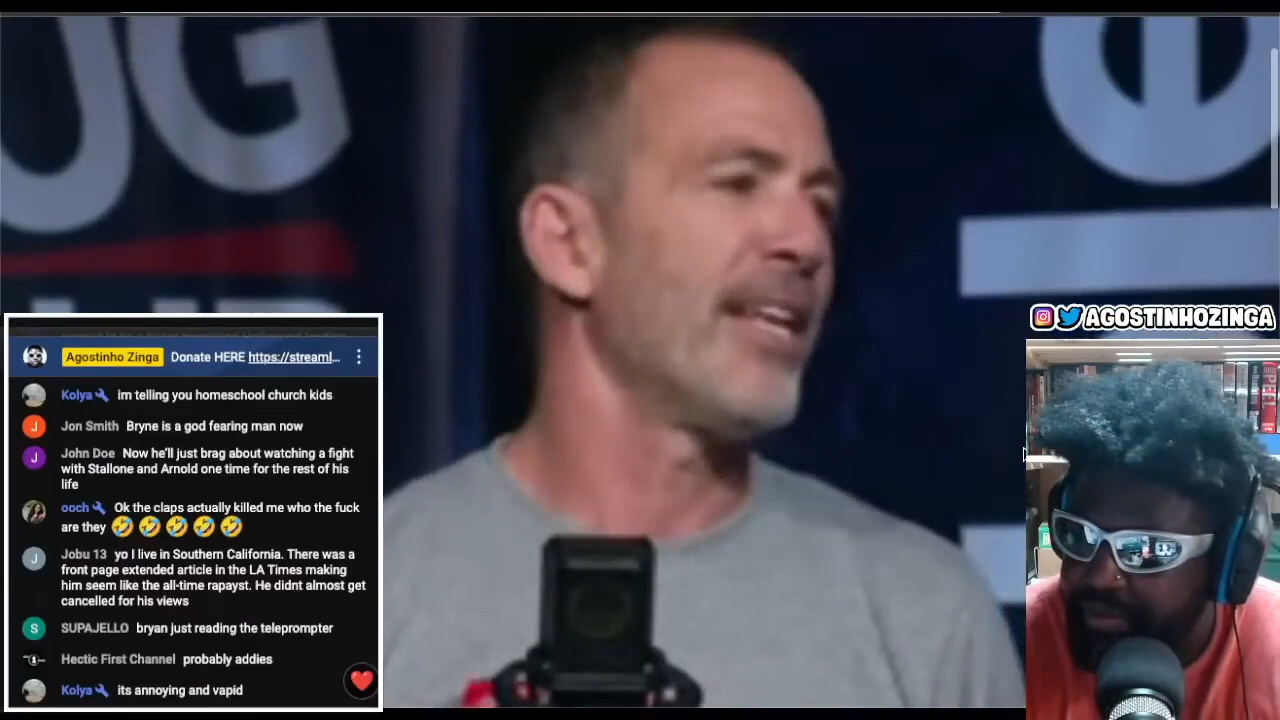 UG
e
AGOSTINHOZINGA
Agostinho Zinga Donate HERE https://streaml...
Kolya im telling you homeschool church kids
J Jon Smith Bryne is a god fearing man now
J John Doe Now he'll just brag about watching a fight
with Stallone and Arnold one time for the rest of his
life
ooch Ok the claps actually killed me who the fuck
are they 🤣🤣🤣🤣🤣
J Jobu 13 yo I live in Southern California. There was a
front page extended article in the LA Times making
him seem like the all-time rapayst. He didnt almost get
cancelled for his views
S SUPAJELLO bryan just reading the teleprompter
Hectic First Channel probably addies
Kolya its annoying and vapid